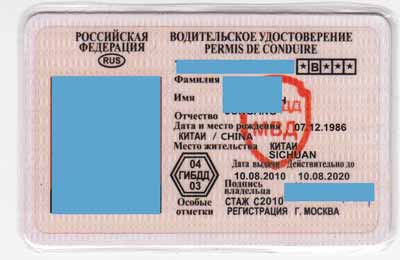 РОССИЙСКАЯ
ФЕДЕРАЦИЯ
RUS
ВОДИТЕЛЬСКОЕ УДОСТОВЕРЕНИЕ
PERMIS DE CONDUIRE
* B * * *
Фамилия
Имя
Отчество
Дата и место рождения 07.12.1986
КИТАЙ / CHINA
Место жительства КИТАЙ
SICHUAN
Дата выдачи Действительно до
10.08.2010 10.08.2020
Подпись
владельца
04
ГИБДД
03
МВД
Особые
отметки
СТАЖ С2010
РЕГИСТРАЦИЯ Г. МОСКВА